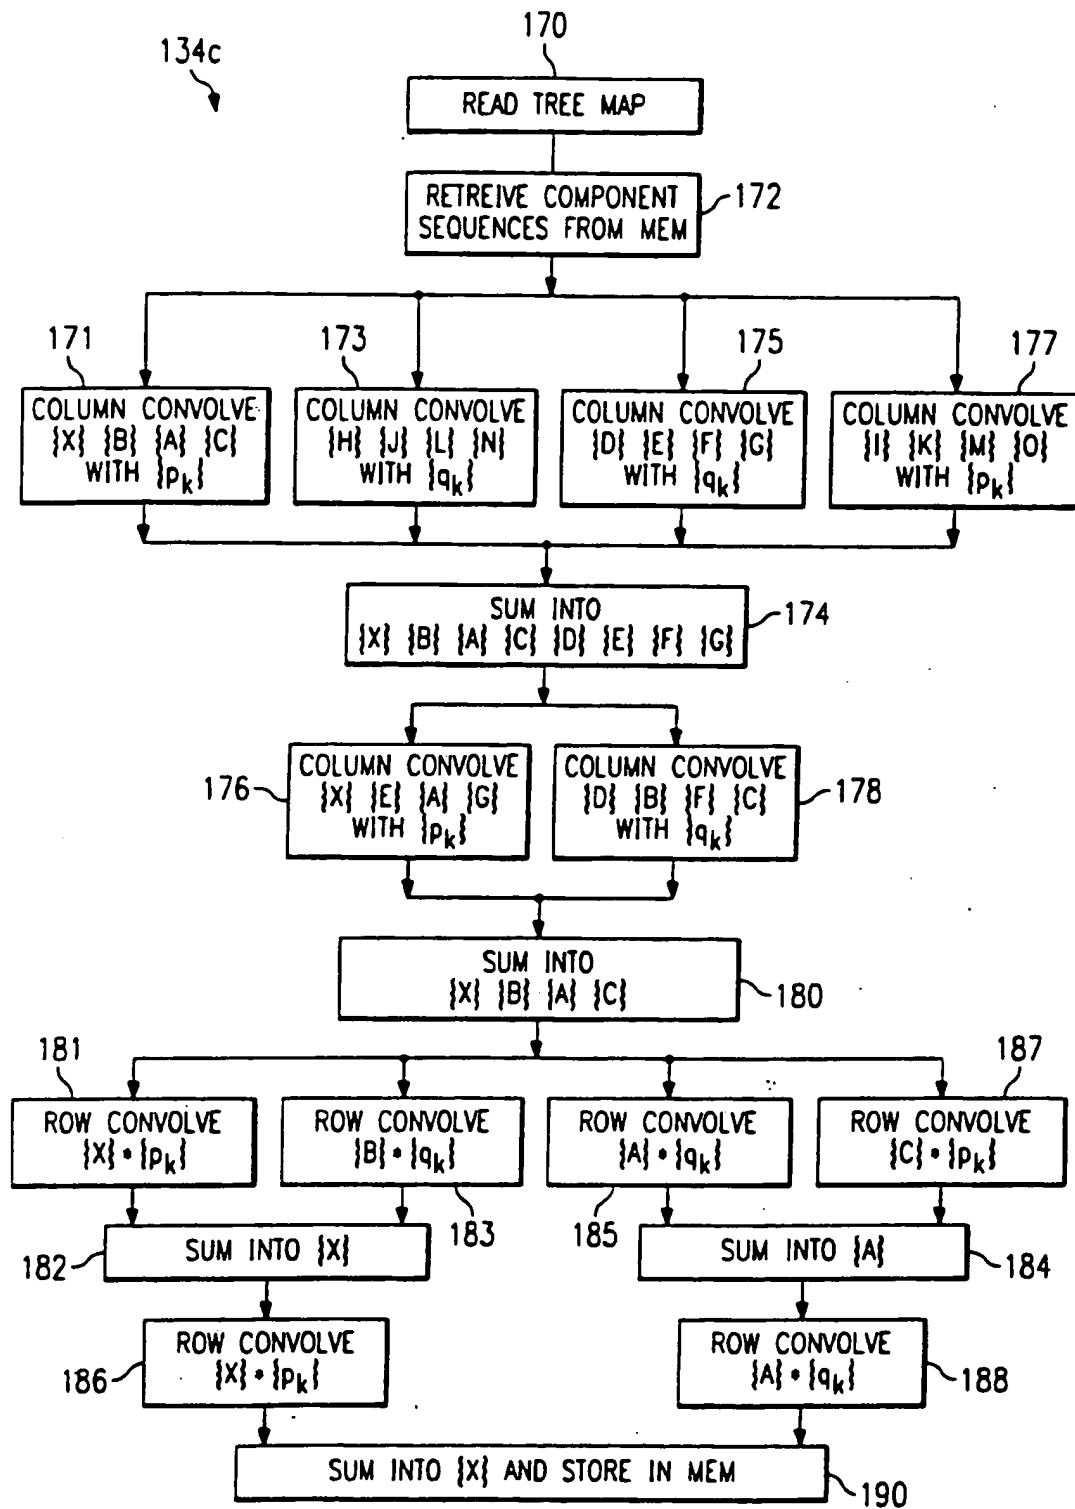 134c
170
READ TREE MAP
RETREIVE COMPONENT
SEQUENCES FROM MEM
172
171
COLUMN CONVOLVE
{X} {B} {A} {C}
WITH {pk}
173
COLUMN CONVOLVE
{H} {J} {L} {N}
WITH {qk}
175
COLUMN CONVOLVE
{D} {E} {F} {G}
WITH {qk}
177
COLUMN CONVOLVE
{I} {K} {M} {O}
WITH {pk}
SUM INTO
{X} {B} {A} {C} {D} {E} {F} {G}
174
176
COLUMN CONVOLVE
{X} {E} {A} {G}
WITH {pk}
COLUMN CONVOLVE
{D} {B} {F} {C}
WITH {qk}
178
SUM INTO
{X} {B} {A} {C}
180
181
ROW CONVOLVE
{X} * {pk}
ROW CONVOLVE
{B} * {qk}
183
ROW CONVOLVE
{A} * {qk}
185
187
ROW CONVOLVE
{C} * {pk}
182
SUM INTO {X}
SUM INTO {A}
184
ROW CONVOLVE
{X} * {pk}
186
ROW CONVOLVE
{A} * {qk}
188
SUM INTO {X} AND STORE IN MEM
190